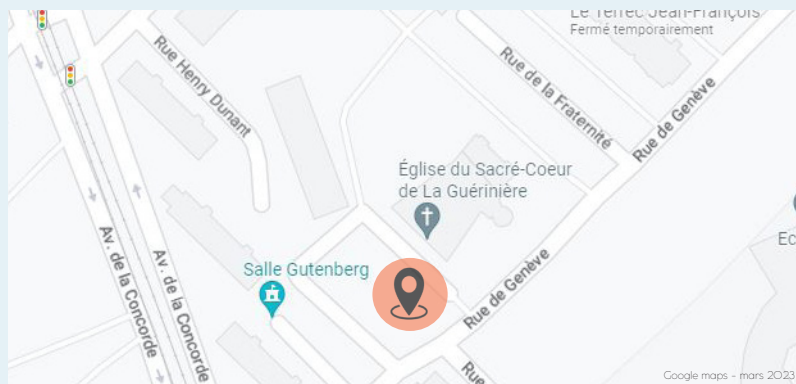 Le Terrec Jean-François
Fermé temporairement
Rue Henry Dunant
Rue de la Fraternité
Rue de Genève
Église du Sacré-Coeur
de La Guérinière
Av. de la Concorde
Av. de la Concorde
Salle Gutenberg
Rue de Genève
Ec
Rue de
Google maps - mars 2023